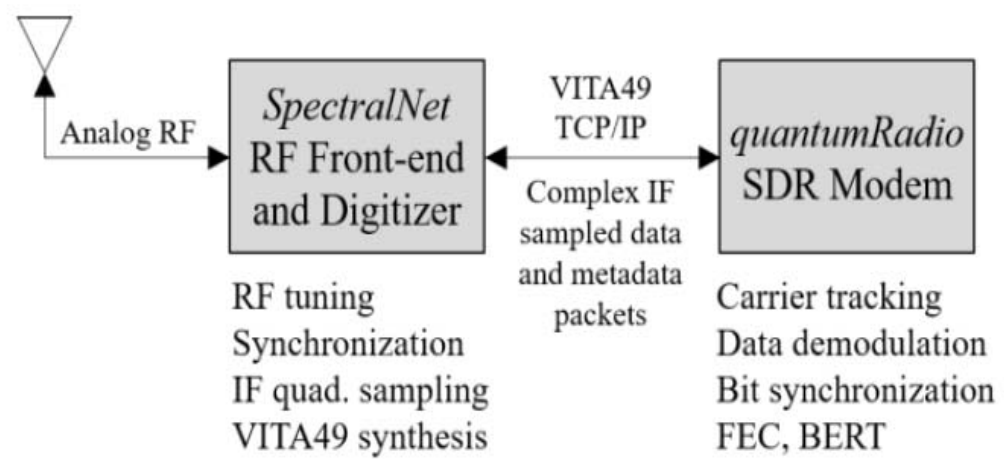 Analog RF
SpectralNet
RF Front-end
and Digitizer
VITA49
TCP/IP
Complex IF
sampled data
and metadata
packets
quantumRadio
SDR Modem
RF tuning
Synchronization
IF quad. sampling
VITA49 synthesis
Carrier tracking
Data demodulation
Bit synchronization
FEC, BERT